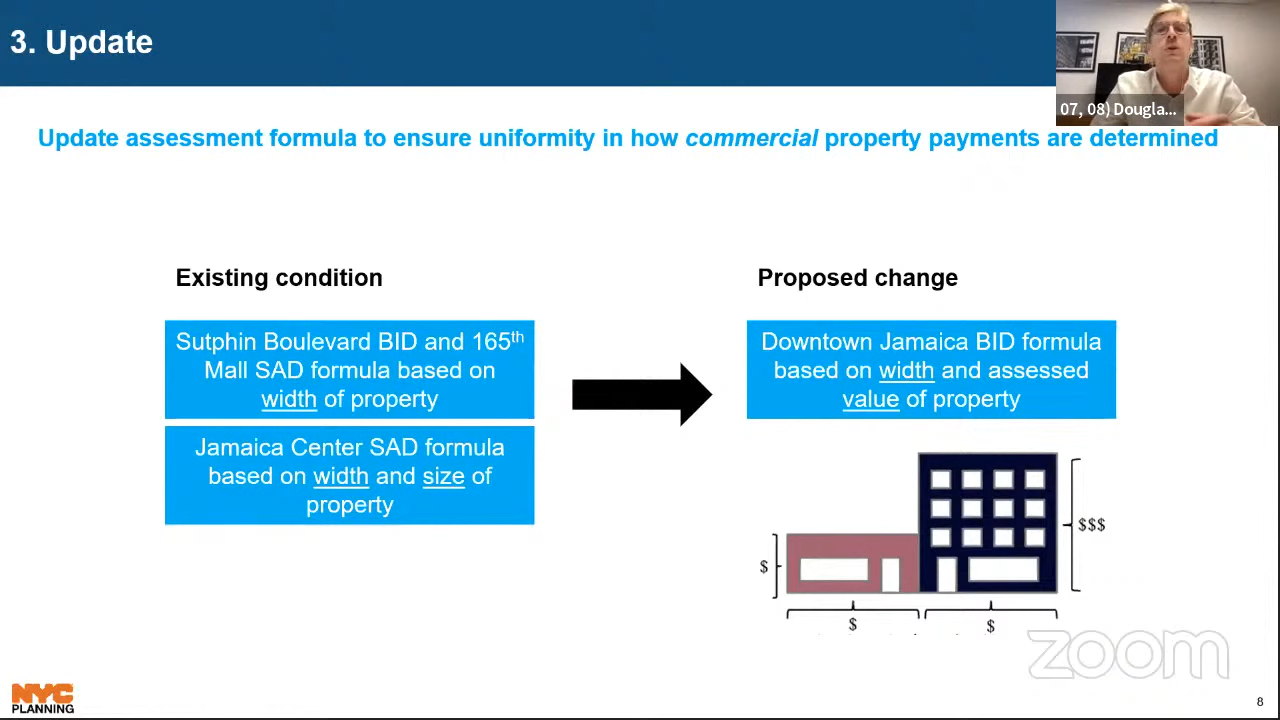 3. Update
07, 08) Dougla...
Update assessment formula to ensure uniformity in how commercial property payments are determined
Existing condition
Sutphin Boulevard BID and 165th
Mall SAD formula based on
width of property
Jamaica Center SAD formula
based on width and size of
property
Proposed change
Downtown Jamaica BID formula
based on width and assessed
value of property
$$$
$
$
$
zoom
NYC
PLANNING
8